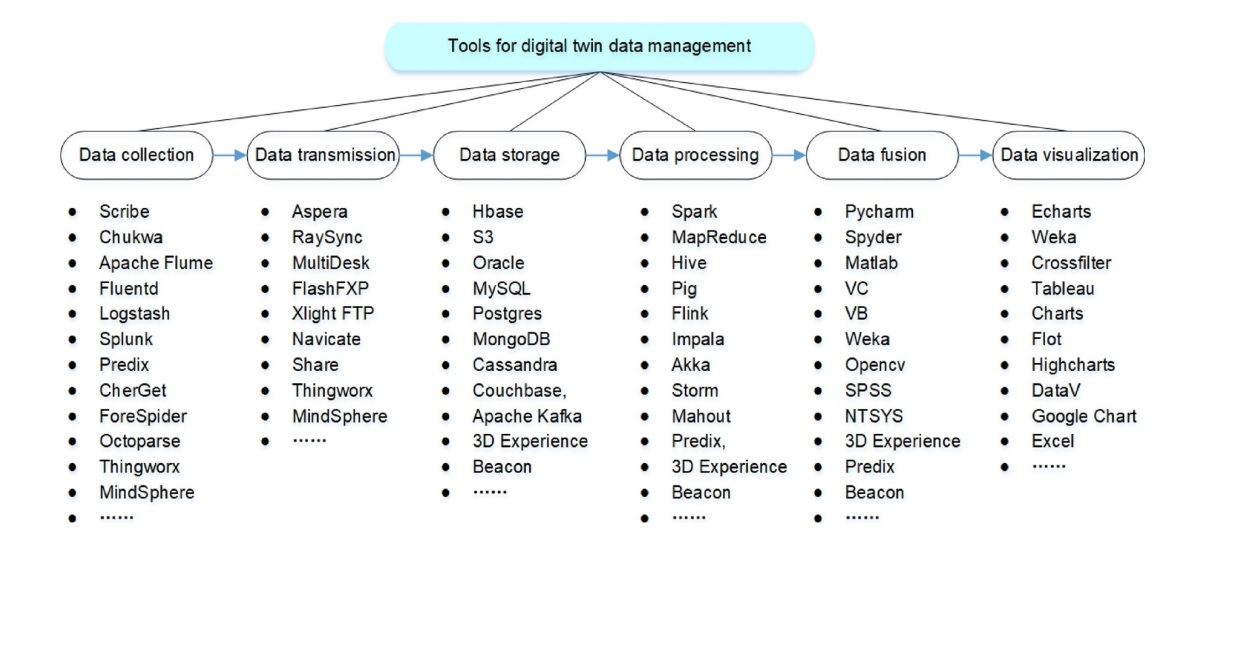 Tools for digital twin data management
Data collection
Data transmission
Data storage
Data processing
Data fusion
Data visualization
● Scribe
● Chukwa
● Apache Flume
● Fluentd
● Logstash
● Splunk
● Predix
● CherGet
● ForeSpider
● Octoparse
● Thingworx
● MindSphere
● ······
● Aspera
● RaySync
● MultiDesk
● FlashFXP
● Xlight FTP
● Navicate
● Share
● Thingworx
● MindSphere
● ······
● Hbase
● S3
● Oracle
● MySQL
● Postgres
● MongoDB
● Cassandra
● Couchbase,
● Apache Kafka
● 3D Experience
● Beacon
● ······
● Spark
● MapReduce
● Hive
● Pig
● Flink
● Impala
● Akka
● Storm
● Mahout
● Predix,
● 3D Experience
● Beacon
● ······
● Pycharm
● Spyder
● Matlab
● VC
● VB
● Weka
● Opencv
● SPSS
● NTSYS
● 3D Experience
● Predix
● Beacon
● ······
● Echarts
● Weka
● Crossfilter
● Tableau
● Charts
● Flot
● Highcharts
● DataV
● Google Chart
● Excel
● ······